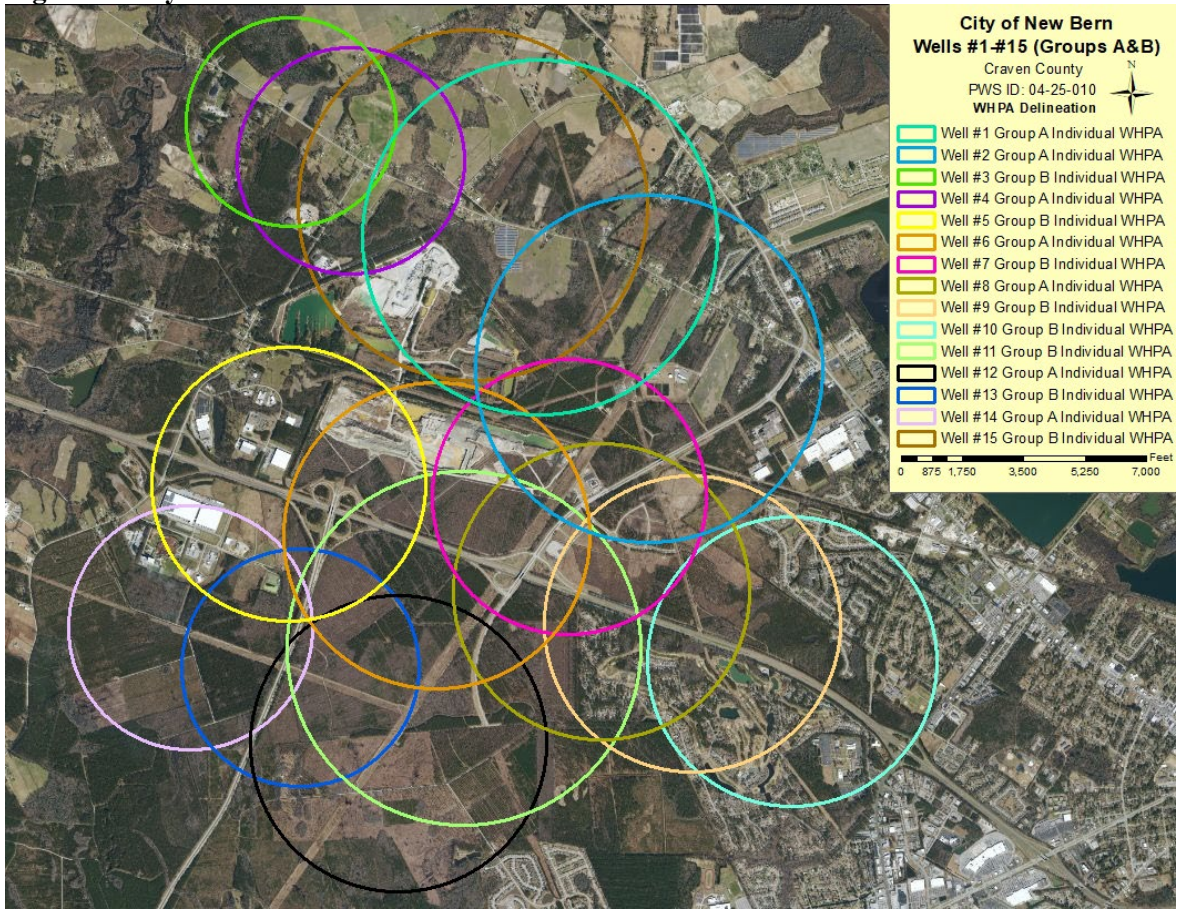 City of New Bern
Wells #1-#15 (Groups A&B)
Craven County
PWS ID: 04-25-010
WHPA Delineation
N
Well #1 Group A Individual WHPA
Well #2 Group A Individual WHPA
Well #3 Group B Individual WHPA
Well #4 Group A Individual WHPA
Well #5 Group B Individual WHPA
Well #6 Group A Individual WHPA
Well #7 Group B Individual WHPA
Well #8 Group A Individual WHPA
Well #9 Group B Individual WHPA
Well #10 Group B Individual WHPA
Well #11 Group B Individual WHPA
Well #12 Group A Individual WHPA
Well #13 Group B Individual WHPA
Well #14 Group A Individual WHPA
Well #15 Group B Individual WHPA
Feet
0 875 1,750 3,500 5,250 7,000